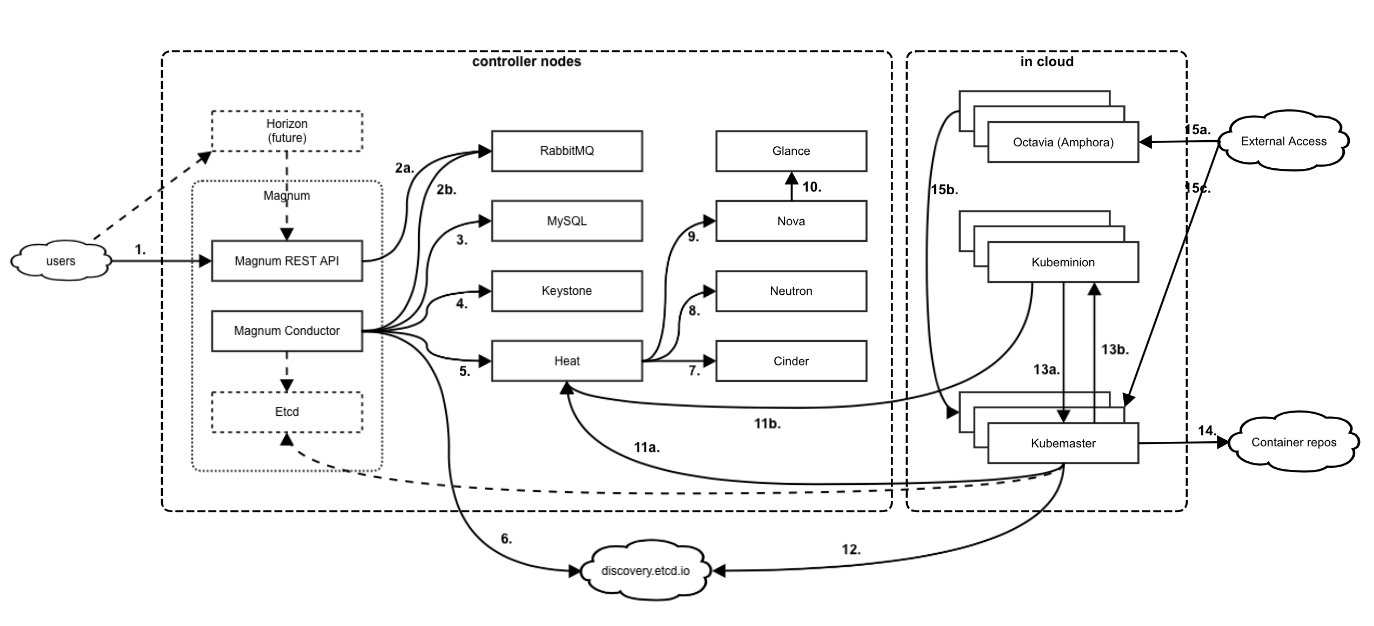 controller nodes
in cloud
Horizon
(future)
RabbitMQ
Glance
Octavia (Amphora)
15a.
External Access
2a.
2b.
10.
15b.
15c.
Magnum
MySQL
Nova
users
1.
Magnum REST API
3.
9.
Kubeminion
Keystone
Neutron
4.
8.
Magnum Conductor
Heat
Cinder
5.
7.
13a.
13b.
Etcd
11b.
11a.
Kubemaster
14.
Container repos
6.
12.
discovery.etcd.io